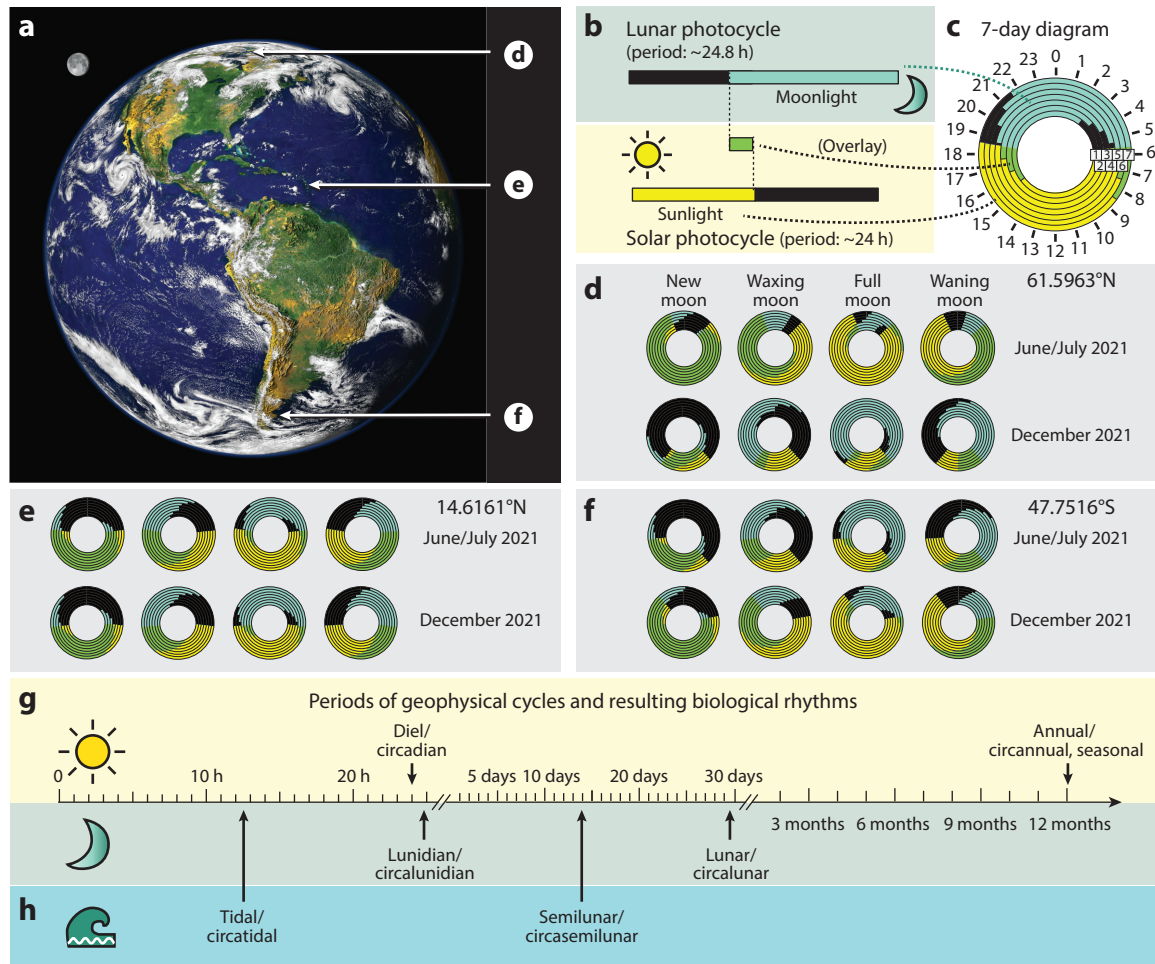 a
d
e
f
b
Lunar photocycle
(period: ~24.8 h)
Moonlight
(Overlay)
Sunlight
Solar photocycle (period: ~24 h)
c
7-day diagram
0
1
2
3
4
5
6
7
8
9
10
11
12
13
14
15
16
17
18
19
20
21
22
23
1 3 5 7
2 4 6
d
New moon
Waxing moon
Full moon
Waning moon
61.5963°N
June/July 2021
December 2021
e
14.6161°N
June/July 2021
December 2021
f
47.7516°S
June/July 2021
December 2021
g
Periods of geophysical cycles and resulting biological rhythms
Diel/
circadian
Annual/
circannual, seasonal
0
10 h
20 h
5 days
10 days
20 days
30 days
3 months
6 months
9 months
12 months
Lunidian/
circalunidian
Lunar/
circalunar
h
Tidal/
circatidal
Semilunar/
circasemilunar